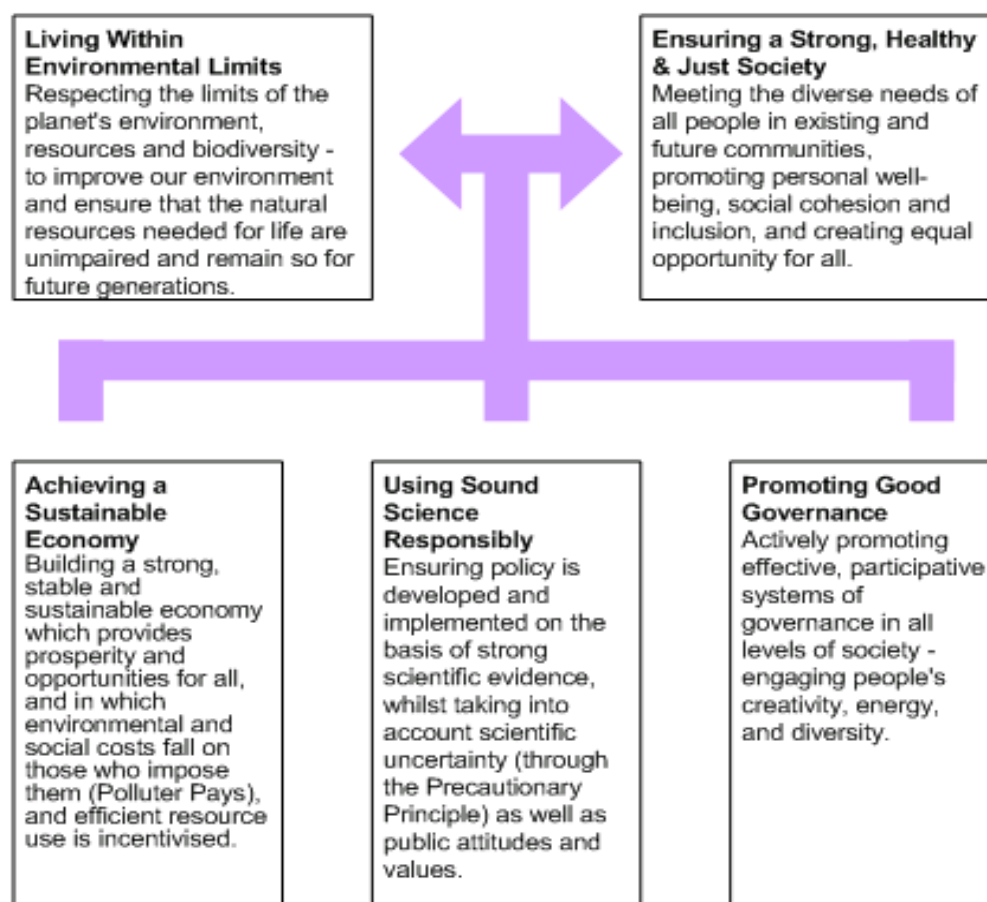 Living Within
Environmental Limits
Respecting the limits of the
planet's environment,
resources and biodiversity -
to improve our environment
and ensure that the natural
resources needed for life are
unimpaired and remain so for
future generations.
Ensuring a Strong, Healthy
& Just Society
Meeting the diverse needs of
all people in existing and
future communities,
promoting personal well-
being, social cohesion and
inclusion, and creating equal
opportunity for all.
Achieving a
Sustainable
Economy
Building a strong,
stable and
sustainable economy
which provides
prosperity and
opportunities for all,
and in which
environmental and
social costs fall on
those who impose
them (Polluter Pays),
and efficient resource
use is incentivised.
Using Sound
Science
Responsibly
Ensuring policy is
developed and
implemented on the
basis of strong
scientific evidence,
whilst taking into
account scientific
uncertainty (through
the Precautionary
Principle) as well as
public attitudes and
values.
Promoting Good
Governance
Actively promoting
effective, participative
systems of
governance in all
levels of society -
engaging people's
creativity, energy,
and diversity.